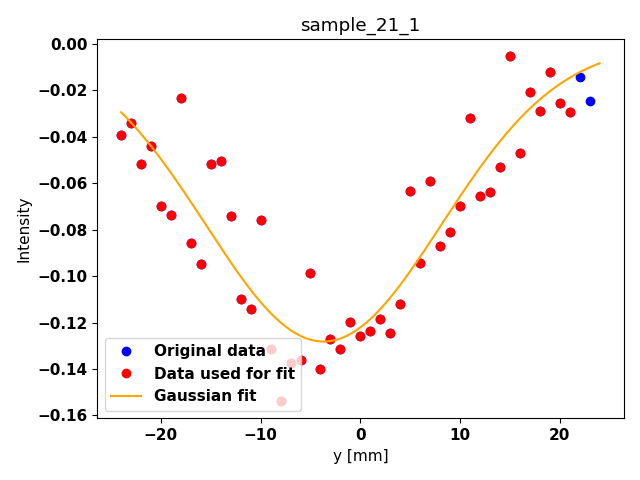 sample_21_1
0.00
−0.02
−0.04
−0.06
−0.08
−0.10
−0.12
−0.14
−0.16
Intensity
Original data
Data used for fit
Gaussian fit
−20
−10
0
10
20
y [mm]